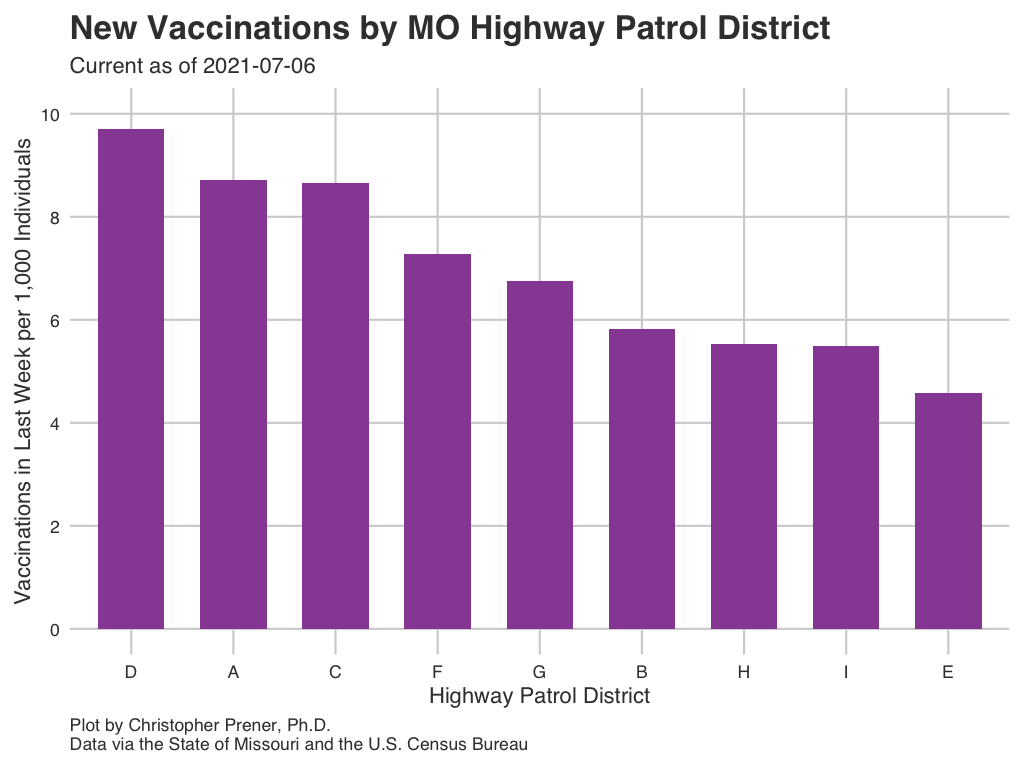 New Vaccinations by MO Highway Patrol District
Current as of 2021-07-06
Vaccinations in Last Week per 1,000 Individuals
10
8
6
4
2
0
D A C F G B H I E
Highway Patrol District
Plot by Christopher Prener, Ph.D.
Data via the State of Missouri and the U.S. Census Bureau